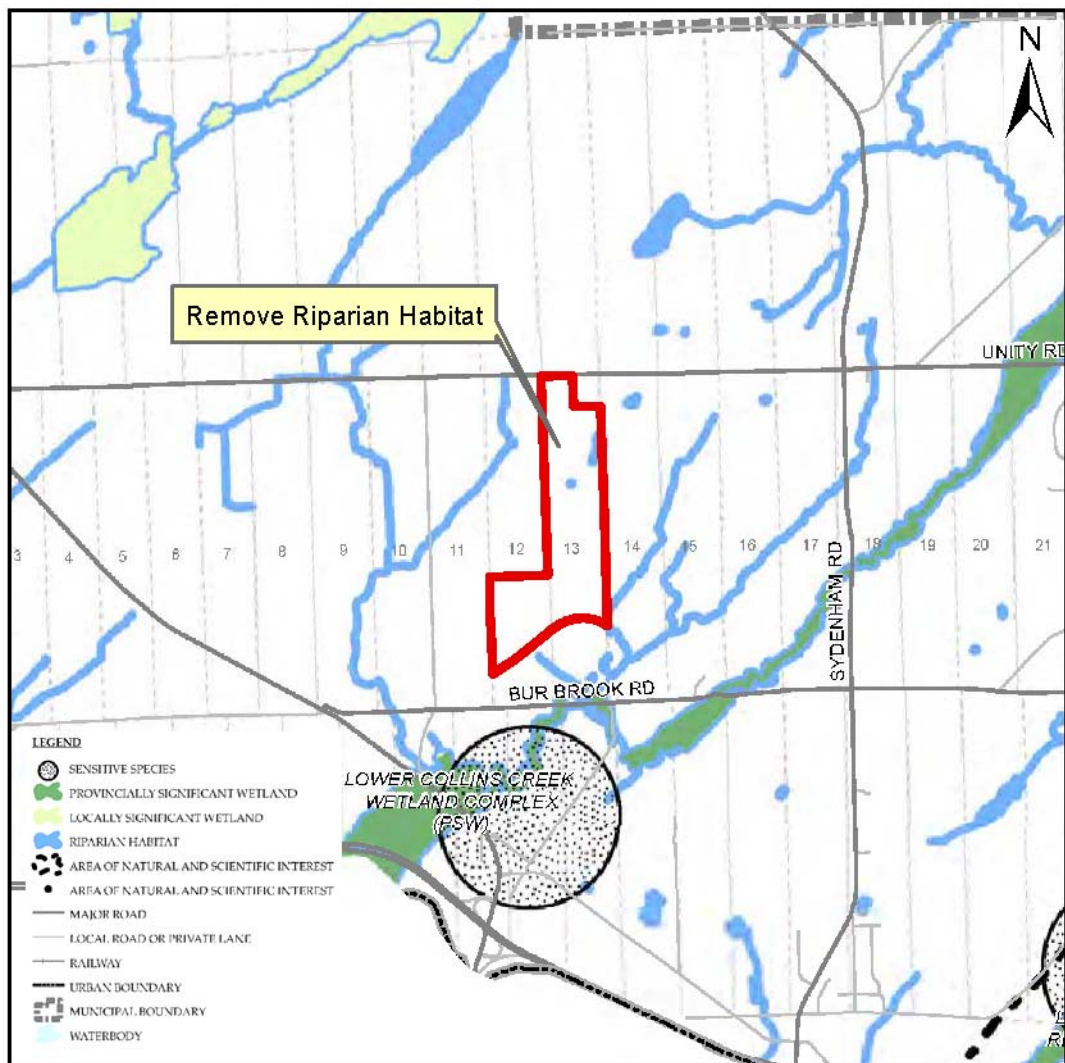 N
Remove Riparian Habitat
UNITY RD
3 4 5 6 7 8 9 10 11 12 13 14 15 16 17 18 19 20 21
SYDENHAM RD
BUR BROOK RD
LOWER COLLINS CREEK
WETLAND COMPLEX
(PSW)
LEGEND
SENSITIVE SPECIES
PROVINCIALLY SIGNIFICANT WETLAND
LOCALLY SIGNIFICANT WETLAND
RIPARIAN HABITAT
AREA OF NATURAL AND SCIENTIFIC INTEREST
AREA OF NATURAL AND SCIENTIFIC INTEREST
MAJOR ROAD
LOCAL ROAD OR PRIVATE LANE
RAILWAY
URBAN BOUNDARY
MUNICIPAL BOUNDARY
WATERBODY